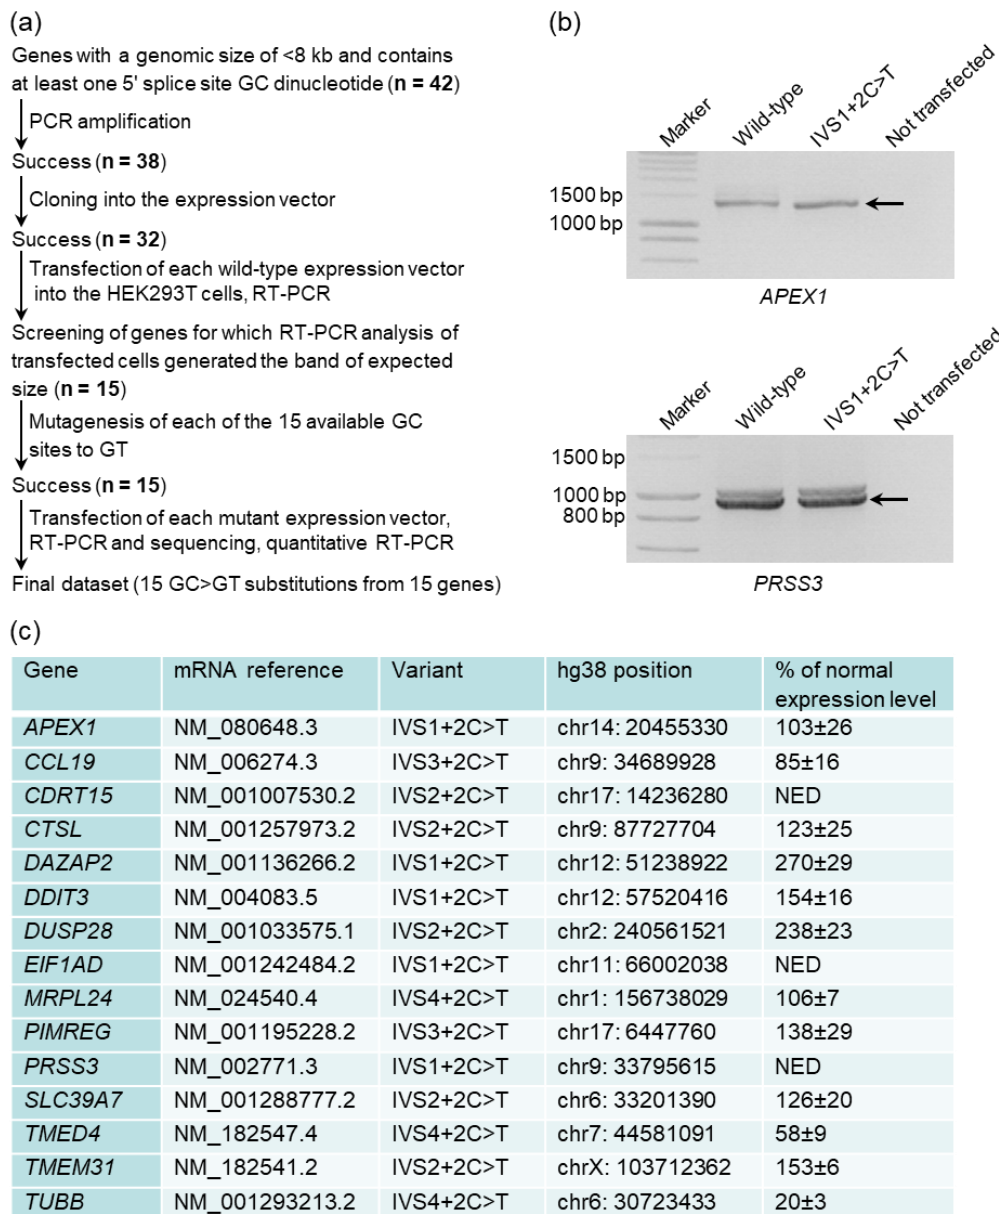 (a)
Genes with a genomic size of <8 kb and contains
at least one 5' splice site GC dinucleotide (n = 42)
PCR amplification
Success (n = 38)
Cloning into the expression vector
Success (n = 32)
Transfection of each wild-type expression vector
into the HEK293T cells, RT-PCR
Screening of genes for which RT-PCR analysis of
transfected cells generated the band of expected
size (n = 15)
Mutagenesis of each of the 15 available GC
sites to GT
Success (n = 15)
Transfection of each mutant expression vector,
RT-PCR and sequencing, quantitative RT-PCR
Final dataset (15 GC>GT substitutions from 15 genes)
(b)
Marker
Wild-type
IVS1+2C>T
Not transfected
1500 bp
1000 bp
APEX1
Marker
Wild-type
IVS1+2C>T
Not transfected
1500 bp
1000 bp
800 bp
PRSS3
(c)
Gene mRNA reference Variant hg38 position % of normal
expression level
APEX1 NM_080648.3 IVS1+2C>T chr14: 20455330 103±26
CCL19 NM_006274.3 IVS3+2C>T chr9: 34689928 85±16
CDRT15 NM_001007530.2 IVS2+2C>T chr17: 14236280 NED
CTSL NM_001257973.2 IVS2+2C>T chr9: 87727704 123±25
DAZAP2 NM_001136266.2 IVS1+2C>T chr12: 51238922 270±29
DDIT3 NM_004083.5 IVS1+2C>T chr12: 57520416 154±16
DUSP28 NM_001033575.1 IVS2+2C>T chr2: 240561521 238±23
EIF1AD NM_001242484.2 IVS1+2C>T chr11: 66002038 NED
MRPL24 NM_024540.4 IVS4+2C>T chr1: 156738029 106±7
PIMREG NM_001195228.2 IVS3+2C>T chr17: 6447760 138±29
PRSS3 NM_002771.3 IVS1+2C>T chr9: 33795615 NED
SLC39A7 NM_001288777.2 IVS2+2C>T chr6: 33201390 126±20
TMED4 NM_182547.4 IVS4+2C>T chr7: 44581091 58±9
TMEM31 NM_182541.2 IVS2+2C>T chrX: 103712362 153±6
TUBB NM_001293213.2 IVS4+2C>T chr6: 30723433 20±3